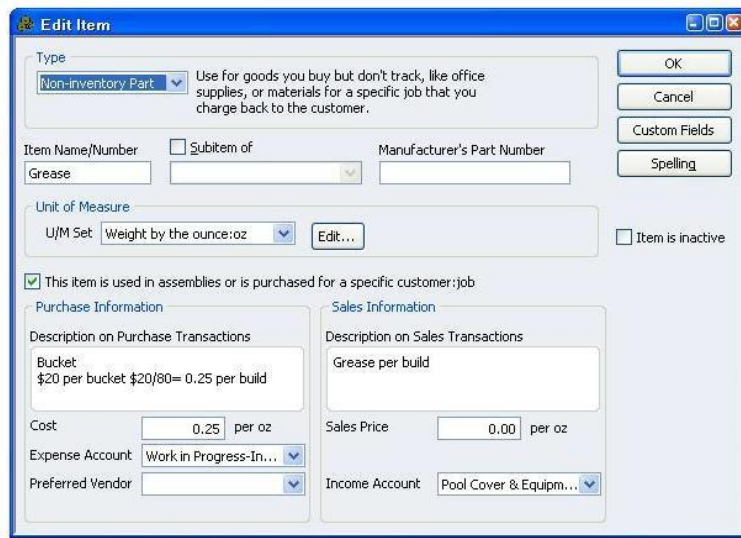 Edit Item
Type
Non-inventory Part
Use for goods you buy but don't track, like office
supplies, or materials for a specific job that you
charge back to the customer.
OK
Cancel
Custom Fields
Spelling
Item Name/Number
Subitem of
Manufacturer's Part Number
Grease
Unit of Measure
U/M Set
Weight by the ounce:oz
Edit...
Item is inactive
This item is used in assemblies or is purchased for a specific customer:job
Purchase Information
Description on Purchase Transactions
Bucket
$20 per bucket $20/80= 0.25 per build
Cost
0.25
per oz
Expense Account
Work in Progress-In...
Preferred Vendor
Sales Information
Description on Sales Transactions
Grease per build
Sales Price
0.00
per oz
Income Account
Pool Cover & Equipm...